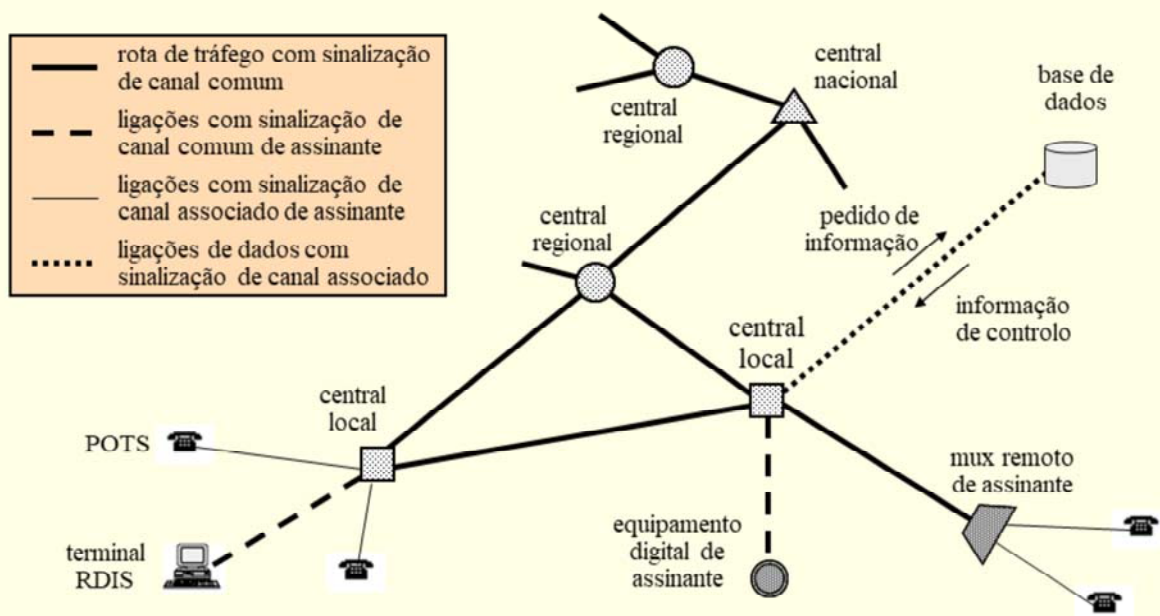 rota de tráfego com sinalização
de canal comum
ligações com sinalização de
canal comum de assinante
ligações com sinalização de
canal associado de assinante
ligações de dados com
sinalização de canal associado
central
nacional
base de
dados
central
regional
central
regional
pedido de
informação
informação
de controlo
central
local
central
local
POTS
mux remoto
de assinante
equipamento
digital de
assinante
terminal
RDIS